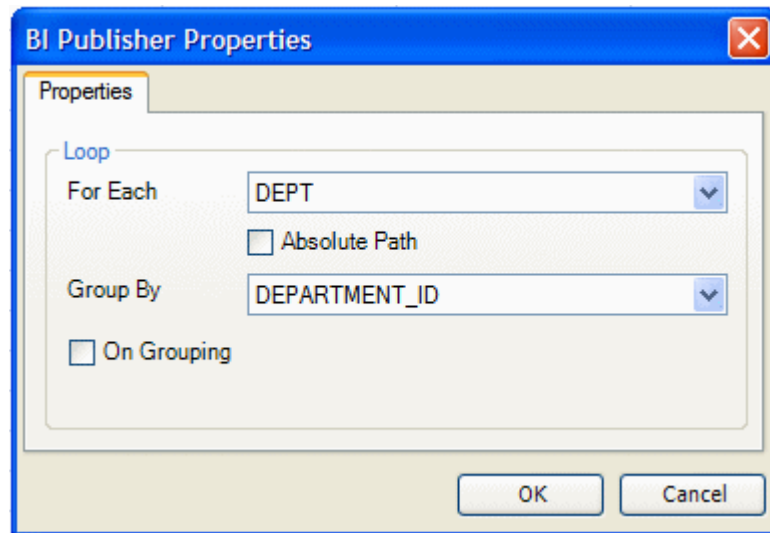 BI Publisher Properties
Properties
Loop
For Each DEPT
Absolute Path
Group By DEPARTMENT_ID
On Grouping
OK Cancel